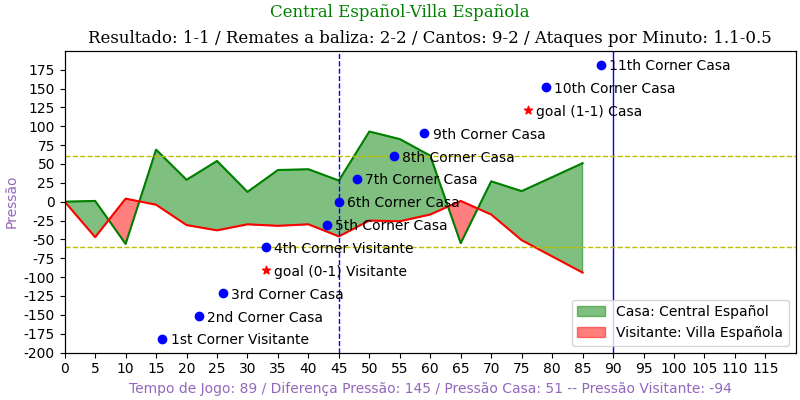 Central Español-Villa Española
Resultado: 1-1 / Remates a baliza: 2-2 / Cantos: 9-2 / Ataques por Minuto: 1.1-0.5
Pressão
175
150
125
100
75
50
25
0
-25
-50
-75
-100
-125
-150
-175
-200
11th Corner Casa
10th Corner Casa
goal (1-1) Casa
9th Corner Casa
8th Corner Casa
7th Corner Casa
6th Corner Casa
5th Corner Casa
4th Corner Visitante
goal (0-1) Visitante
3rd Corner Casa
2nd Corner Casa
1st Corner Visitante
Casa: Central Español
Visitante: Villa Española
0 5 10 15 20 25 30 35 40 45 50 55 60 65 70 75 80 85 90 95 100 105 110 115
Tempo de Jogo: 89 / Diferença Pressão: 145 / Pressão Casa: 51 -- Pressão Visitante: -94